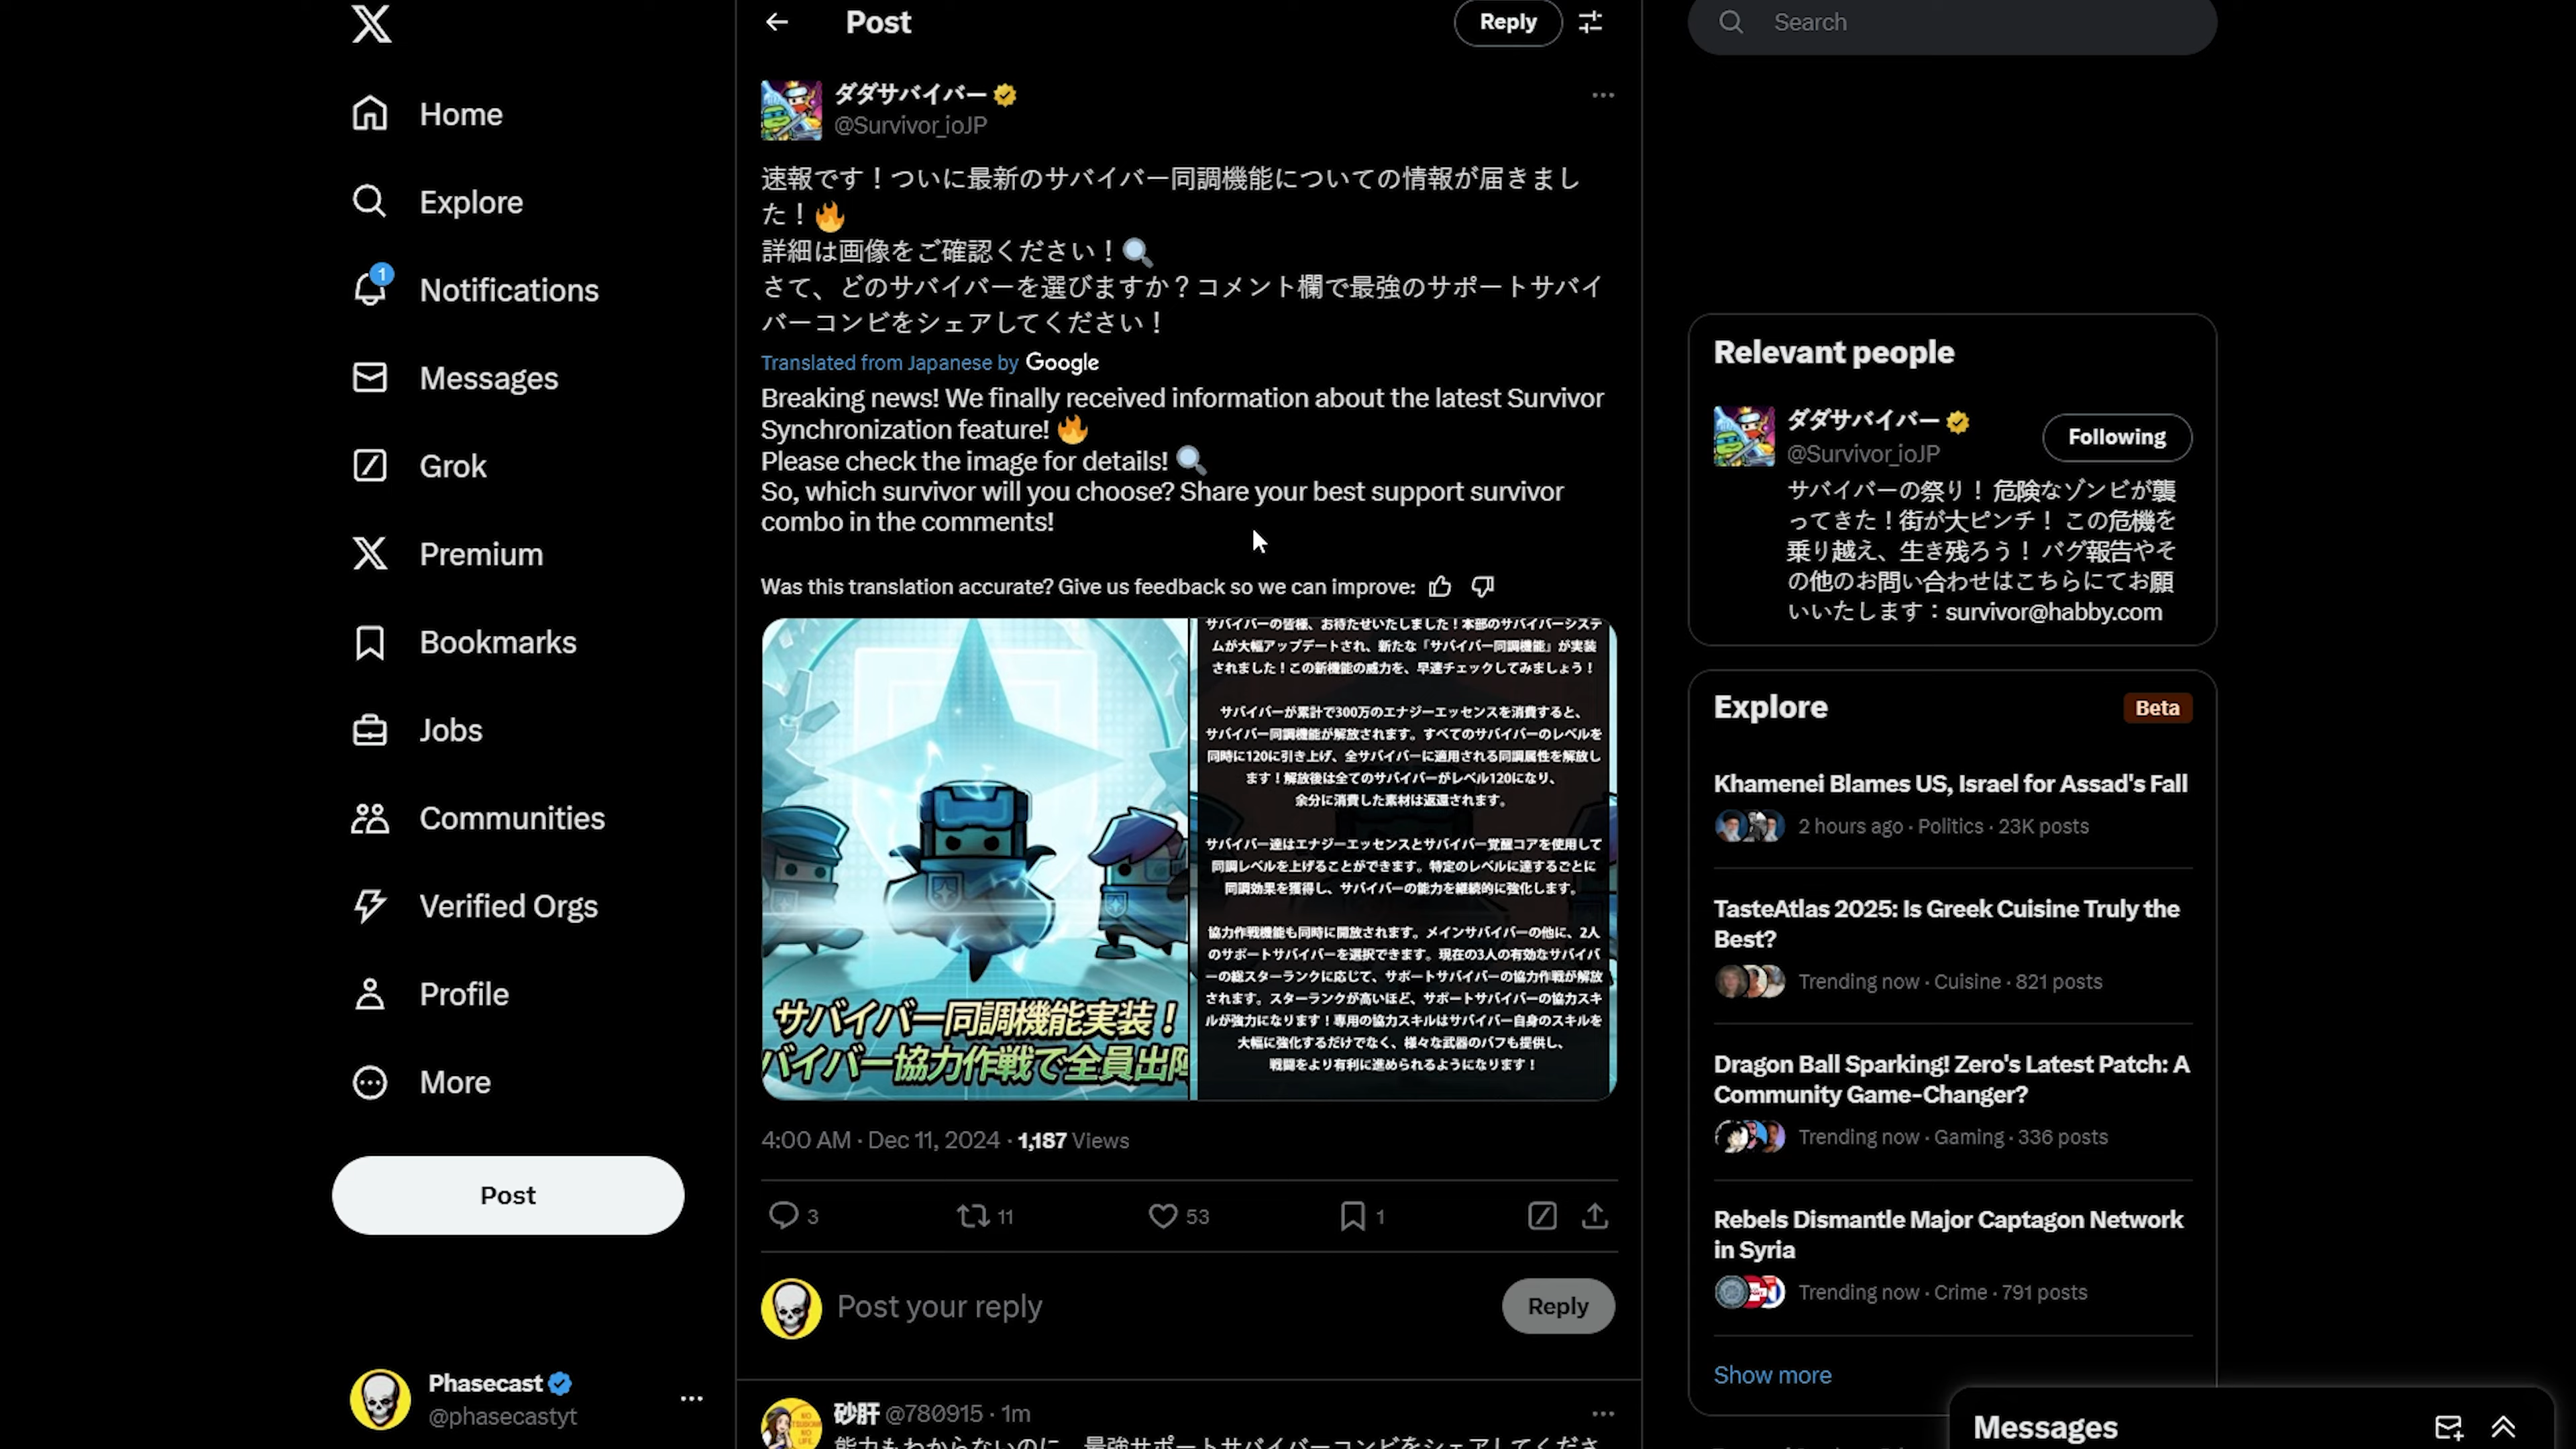 Home
Explore
1
Notifications
Messages
Grok
Premium
Bookmarks
Jobs
Communities
Verified Orgs
Profile
More
Post
Phasecast
@phasecastyt
Post
Reply
ダダサバイバー
@Survivor_ioJP
速報です！ついに最新のサバイバー同調機能についての情報が届きまし
た！🔥
詳細は画像をご確認ください！🔍
さて、どのサバイバーを選びますか？コメント欄で最強のサポートサバイ
バーコンビをシェアしてください！
Translated from Japanese by Google
Breaking news! We finally received information about the latest Survivor
Synchronization feature! 🔥
Please check the image for details! 🔍
So, which survivor will you choose? Share your best support survivor
combo in the comments!
Was this translation accurate? Give us feedback so we can improve:
サバイバー同調機能実装！
バイバー協力作戦で全員出陣
サバイバーの皆様、お待たせいたしました！本部のサバイバーシステ
ムが大幅アップデートされ、新たな「サバイバー同調機能」が実装
されました！この新機能の威力を、早速チェックしてみましょう！
サバイバーが累計で300万のエナジーエッセンスを消費すると、
サバイバー同調機能が解放されます。すべてのサバイバーのレベルを
同時に120に引き上げ、全サバイバーに適用される同調属性を解放し
ます！解放後は全てのサバイバーがレベル120になり、
余分に消費した素材は返還されます。
サバイバー達はエナジーエッセンスとサバイバー覚醒コアを使用して
同調レベルを上げることができます。特定のレベルに達するごとに
同調効果を獲得し、サバイバーの能力を継続的に強化します。
協力作戦機能も同時に開放されます。メインサバイバーの他に、2人
のサポートサバイバーを選択できます。現在の3人の有効なサバイバ
ーの総スターランクに応じて、サポートサバイバーの協力作戦が解放
されます。スターランクが高いほど、サポートサバイバーの協力スキ
ルが強力になります！専用の協力スキルはサバイバー自身のスキルを
大幅に強化するだけでなく、様々な武器のバフも提供し、
戦闘をより有利に進められるようになります！
4:00 AM · Dec 11, 2024 · 1,187 Views
3
11
53
1
Post your reply
Reply
砂肝 @780915 · 1m
能力もわからないのに、最強サポートサバイバーコンビをシェアしてくださ
Search
Relevant people
ダダサバイバー
@Survivor_ioJP
Following
サバイバーの祭り！ 危険なゾンビが襲
ってきた！街が大ピンチ！ この危機を
乗り越え、生き残ろう！ バグ報告やそ
の他のお問い合わせはこちらにてお願
いいたします：survivor@habby.com
Explore
Beta
Khamenei Blames US, Israel for Assad's Fall
2 hours ago · Politics · 23K posts
TasteAtlas 2025: Is Greek Cuisine Truly the
Best?
Trending now · Cuisine · 821 posts
Dragon Ball Sparking! Zero's Latest Patch: A
Community Game-Changer?
Trending now · Gaming · 336 posts
Rebels Dismantle Major Captagon Network
in Syria
Trending now · Crime · 791 posts
Show more
Messages